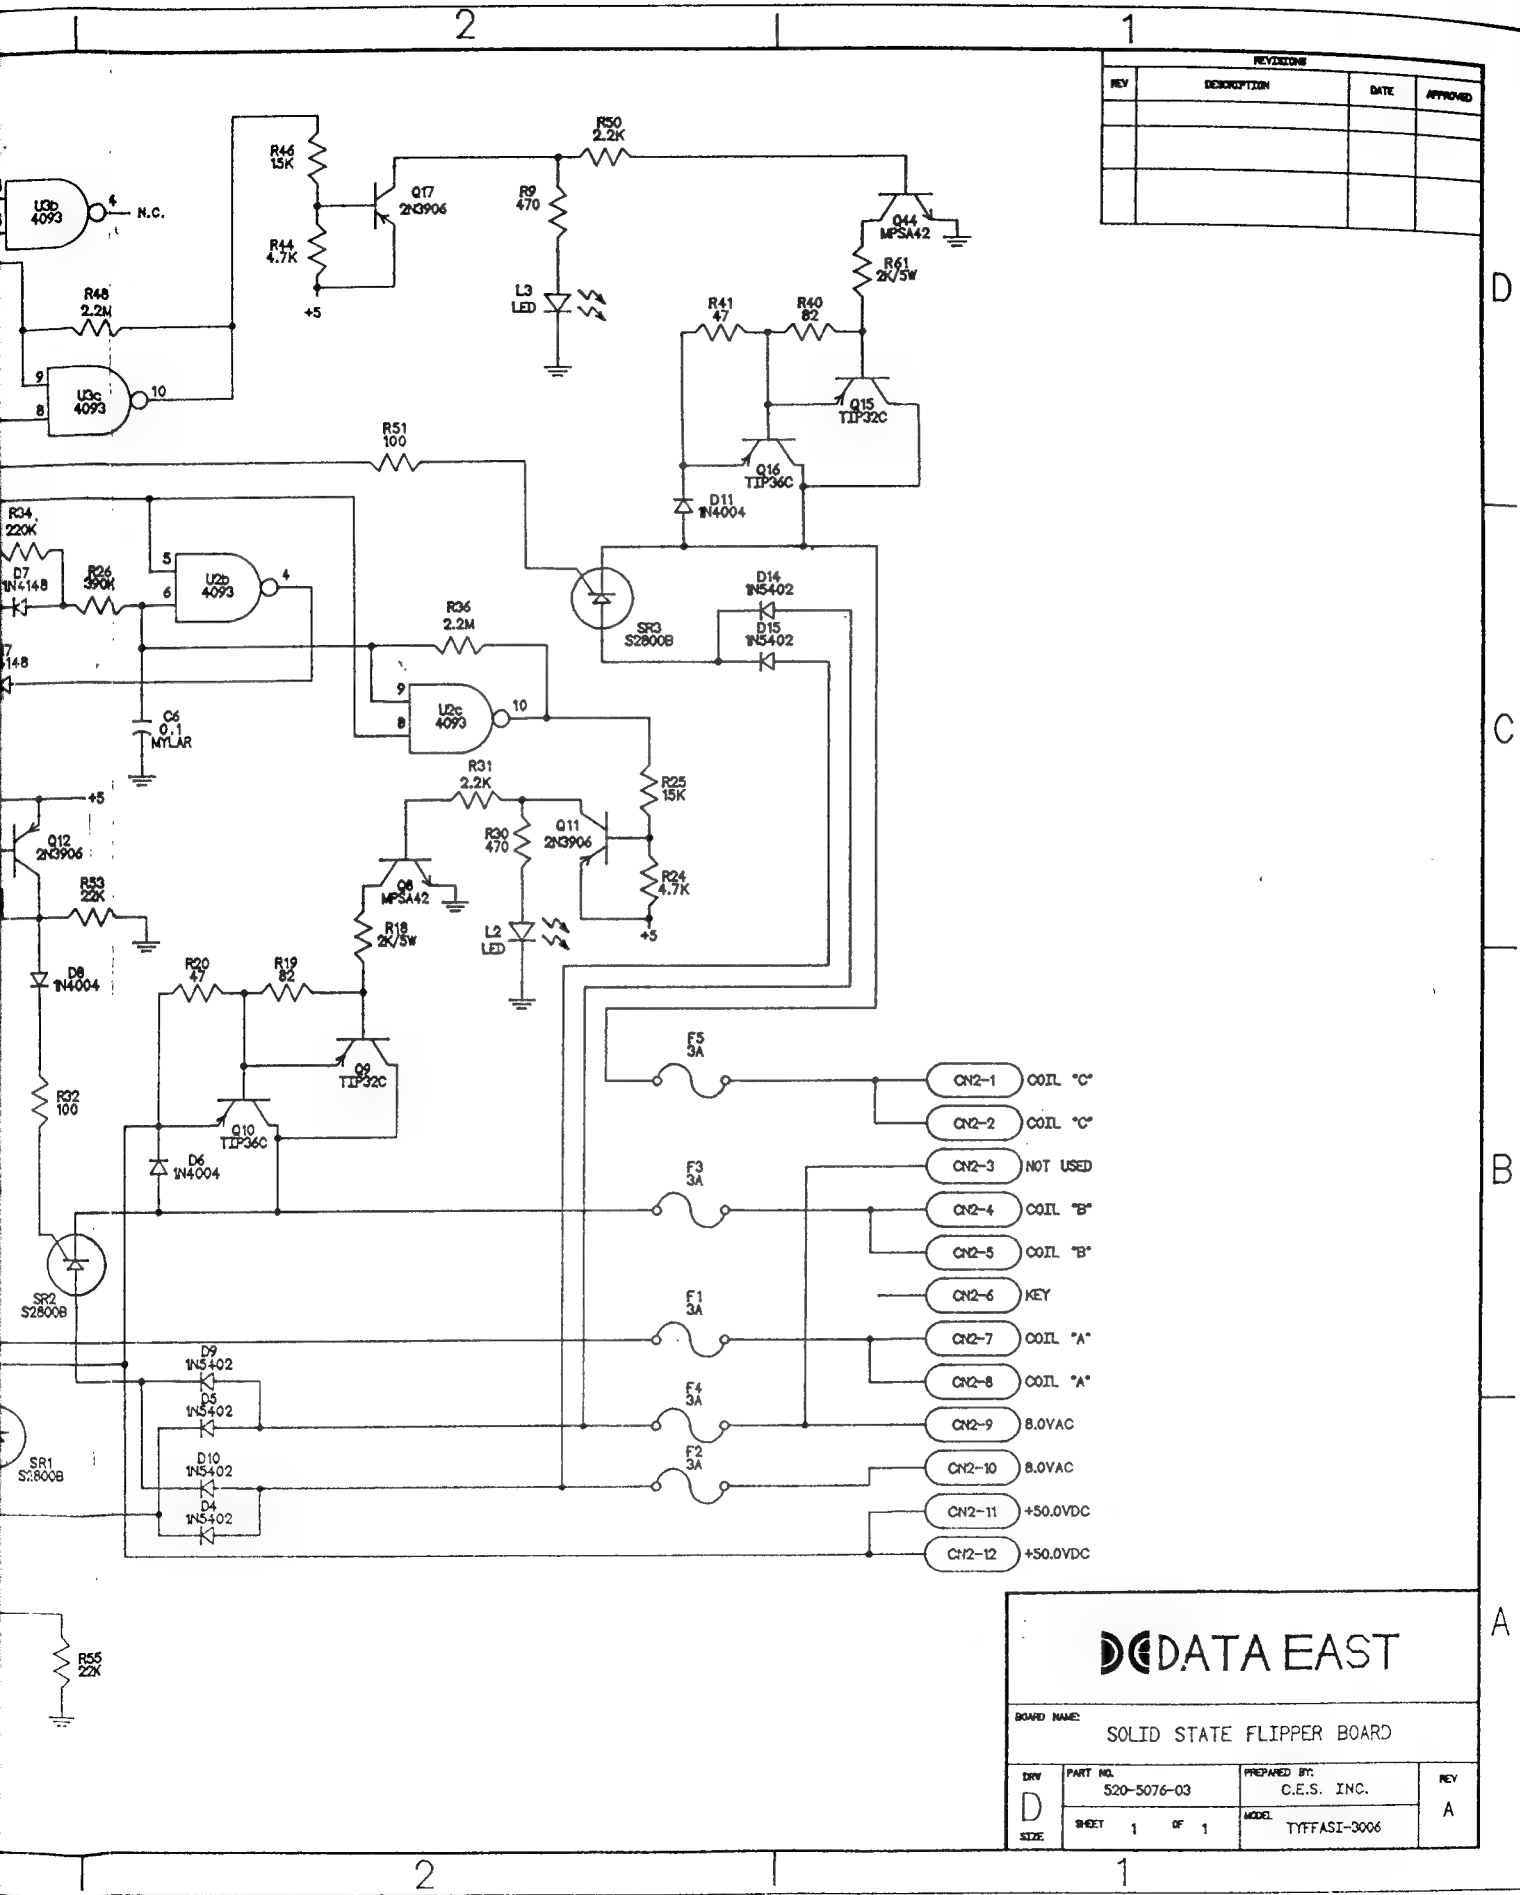 2
1
REVISIONS
REV
DESCRIPTION
DATE
APPROVED
R50
2.2K
R46
15K
U3b
4093
4
N.C.
Q17
2N3906
R9
470
Q44
MPSA42
R44
4.7K
+5
R61
2K/5W
D
R48
2.2M
L3
LED
R41
47
R40
82
9
8
U3c
4093
10
Q15
TIP32C
R51
100
Q16
TIP36C
D11
1N4004
R34
220K
D7
1N4148
R26
390K
5
6
U2b
4093
4
D14
1N5402
R36
2.2M
SR3
S2800B
D15
1N5402
7
4148
9
8
U2c
4093
10
C6
0.1
MYLAR
C
R31
2.2K
R25
15K
+5
Q12
2N3906
R30
470
Q11
2N3906
R24
4.7K
+5
Q8
MPSA42
R53
22K
R18
2K/5W
L2
LED
D8
1N4004
R20
47
R19
82
Q9
TIP32C
R32
100
Q10
TIP36C
D6
1N4004
F5
3A
CN2-1 COIL "C"
CN2-2 COIL "C"
CN2-3 NOT USED
F3
3A
CN2-4 COIL "B"
CN2-5 COIL "B"
B
CN2-6 KEY
SR2
S2800B
F1
3A
CN2-7 COIL "A"
CN2-8 COIL "A"
D9
1N5402
D5
1N5402
F4
3A
CN2-9 8.0VAC
SR1
S2800B
D10
1N5402
F2
3A
CN2-10 8.0VAC
D4
1N5402
CN2-11 +50.0VDC
CN2-12 +50.0VDC
R55
22K
A
DATA EAST
BOARD NAME:
SOLID STATE FLIPPER BOARD
DRW
D
SIZE
PART NO.
520-5076-03
PREPARED BY:
C.E.S. INC.
REV
A
SHEET 1 OF 1
MODEL
TYFFASI-3006
2
1